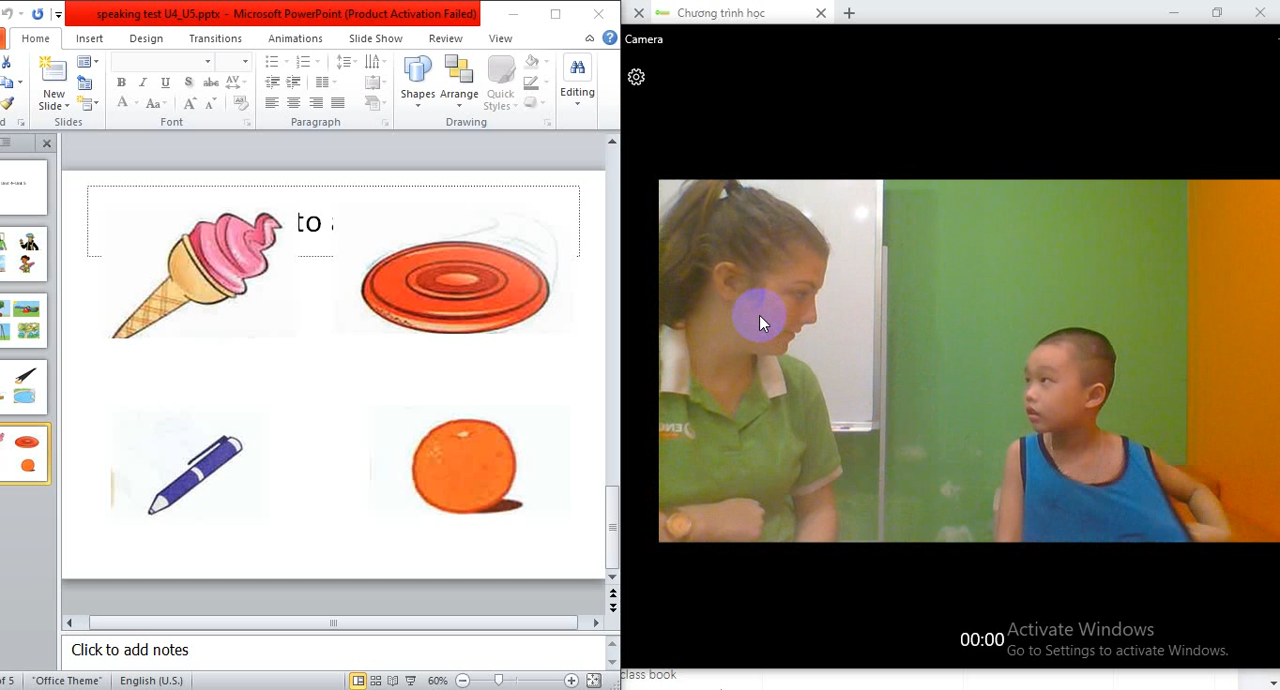 speaking test U4_U5.pptx - Microsoft PowerPoint (Product Activation Failed)
Home Insert Design Transitions Animations Slide Show Review View
New
Slide
Slides
Font
Paragraph
Shapes Arrange Quick
Styles
Drawing
Editing
to
Click to add notes
of 5 "Office Theme" English (U.S.) 60%
Chương trình học
Camera
00:00
Activate Windows
Go to Settings to activate Windows.
class book